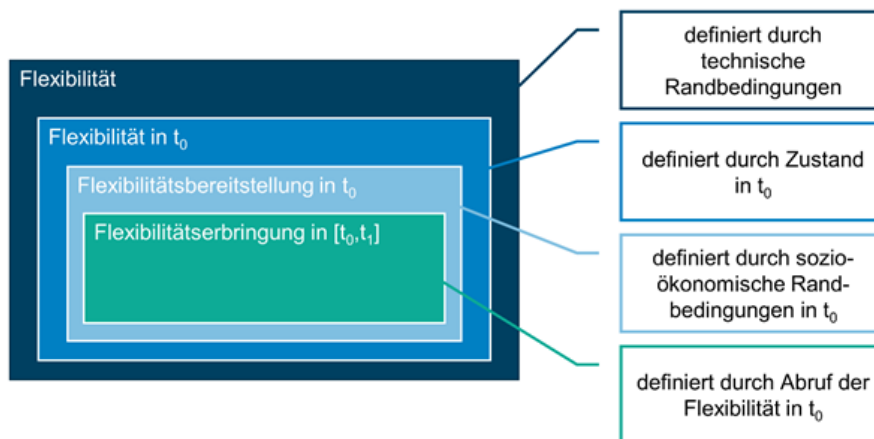 Flexibilität
Flexibilität in t₀
Flexibilitätsbereitstellung in t₀
Flexibilitätserbringung in [t₀,t₁]
definiert durch
technische
Randbedingungen
definiert durch Zustand
in t₀
definiert durch sozio-
ökonomische Rand-
bedingungen in t₀
definiert durch Abruf der
Flexibilität in t₀